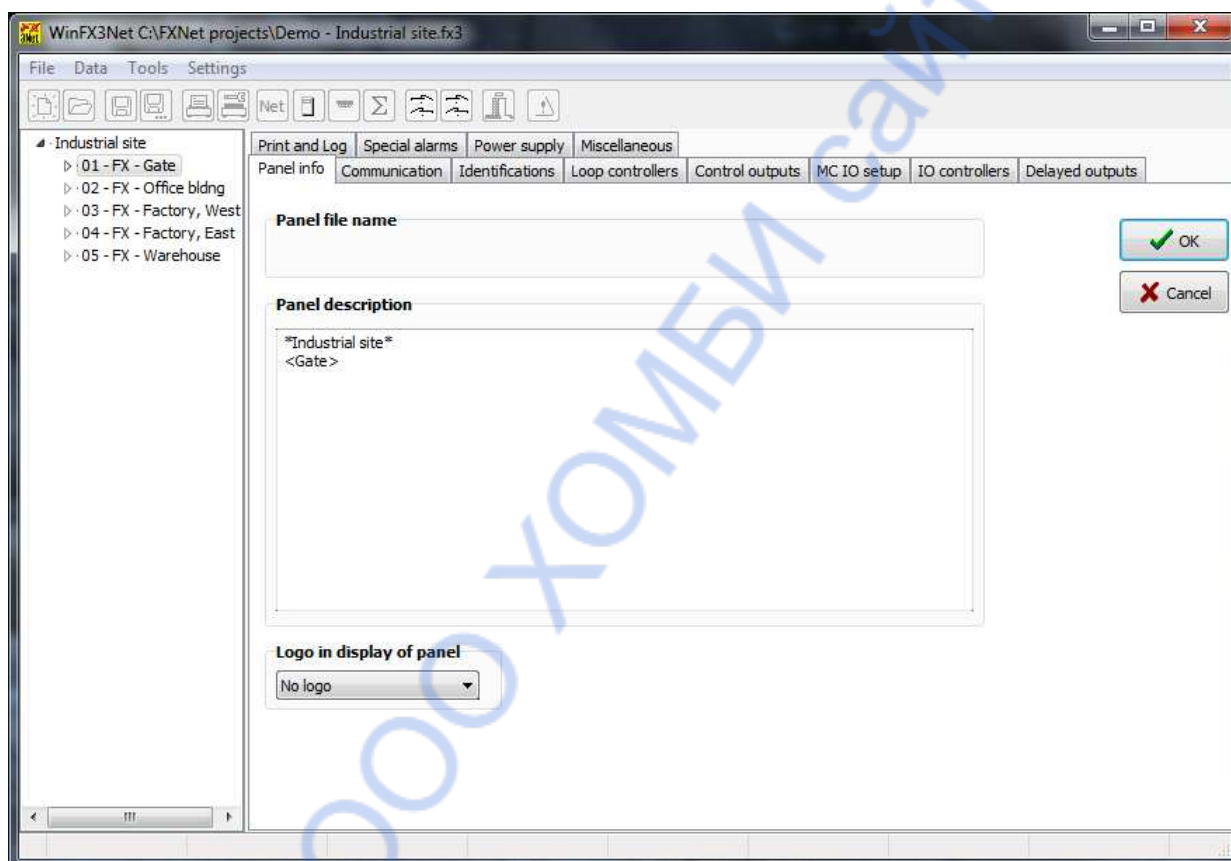 WinFX3Net C:\FXNet projects\Demo - Industrial site.fx3
File Data Tools Settings
Net Σ
Industrial site
01 - FX - Gate
02 - FX - Office bldng
03 - FX - Factory, West
04 - FX - Factory, East
05 - FX - Warehouse
Print and Log Special alarms Power supply Miscellaneous
Panel info Communication Identifications Loop controllers Control outputs MC IO setup IO controllers Delayed outputs
Panel file name
OK
Cancel
Panel description
*Industrial site*
<Gate>
Logo in display of panel
No logo
ООО ХОМБИ сайт